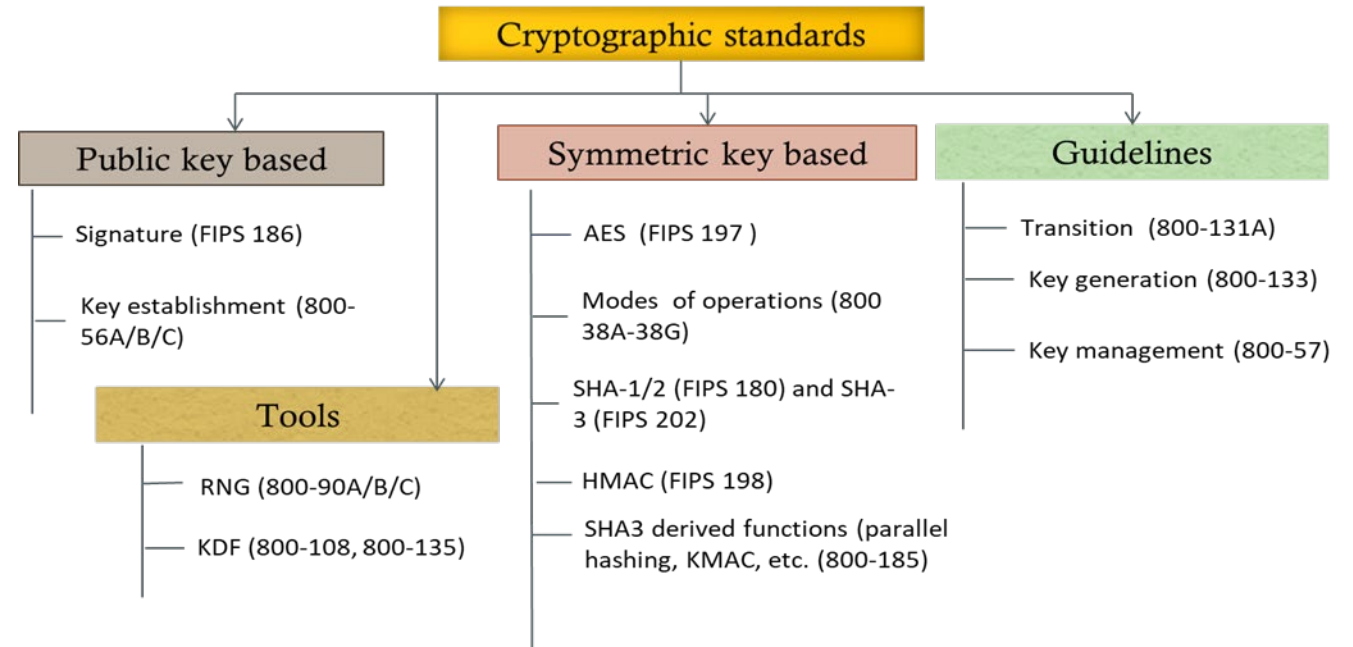 Cryptographic standards
Public key based
Signature (FIPS 186)
Key establishment (800-
56A/B/C)
Tools
RNG (800-90A/B/C)
KDF (800-108, 800-135)
Symmetric key based
AES (FIPS 197 )
Modes of operations (800
38A-38G)
SHA-1/2 (FIPS 180) and SHA-
3 (FIPS 202)
HMAC (FIPS 198)
SHA3 derived functions (parallel
hashing, KMAC, etc. (800-185)
Guidelines
Transition (800-131A)
Key generation (800-133)
Key management (800-57)